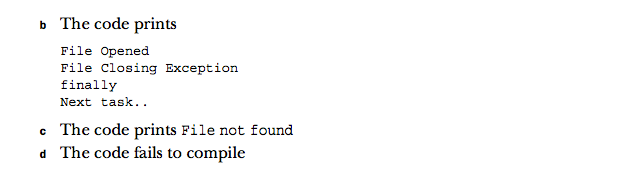 b The code prints
File Opened
File Closing Exception
finally
Next task..
c The code prints File not found
d The code fails to compile